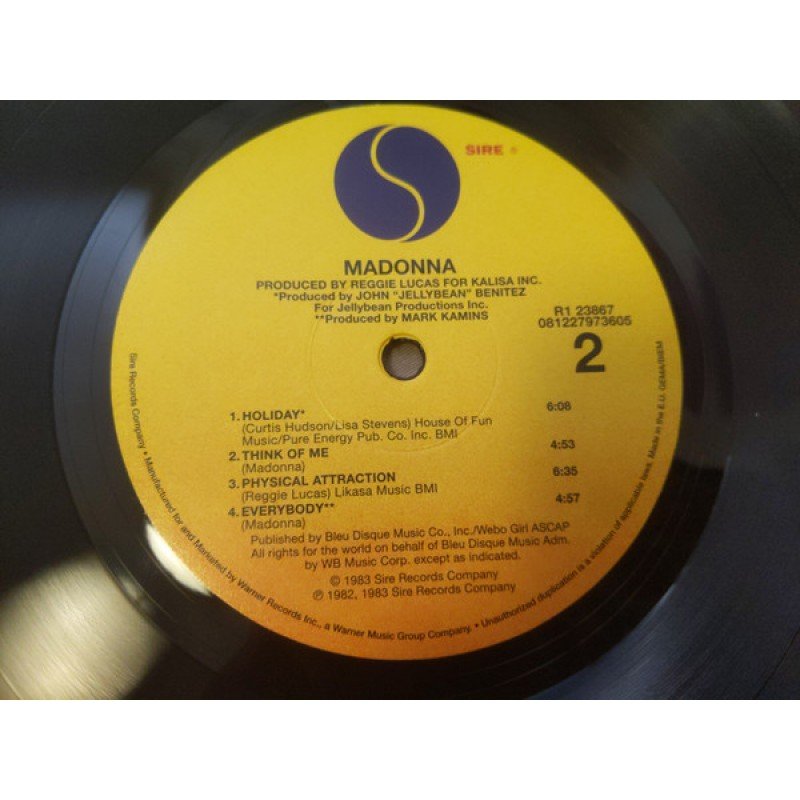 SIRE ®
MADONNA
PRODUCED BY REGGIE LUCAS FOR KALISA INC.
*Produced by JOHN "JELLYBEAN" BENITEZ
For Jellybean Productions Inc.
**Produced by MARK KAMINS
R1 23867
081227973605
2
1. HOLIDAY* 6:08
(Curtis Hudson/Lisa Stevens) House Of Fun
Music/Pure Energy Pub. Co. Inc. BMI
2. THINK OF ME 4:53
(Madonna)
3. PHYSICAL ATTRACTION 6:35
(Reggie Lucas) Likasa Music BMI
4. EVERYBODY** 4:57
(Madonna)
Published by Bleu Disque Music Co., Inc./Webo Girl ASCAP
All rights for the world on behalf of Bleu Disque Music Adm.
by WB Music Corp. except as indicated.
© 1983 Sire Records Company
℗ 1982, 1983 Sire Records Company
Sire Records Company • Manufactured for and Marketed by Warner Records Inc., a Warner Music Group Company. • Unauthorized duplication is a violation of applicable laws. Made in the E.U. GEMA/BIEM